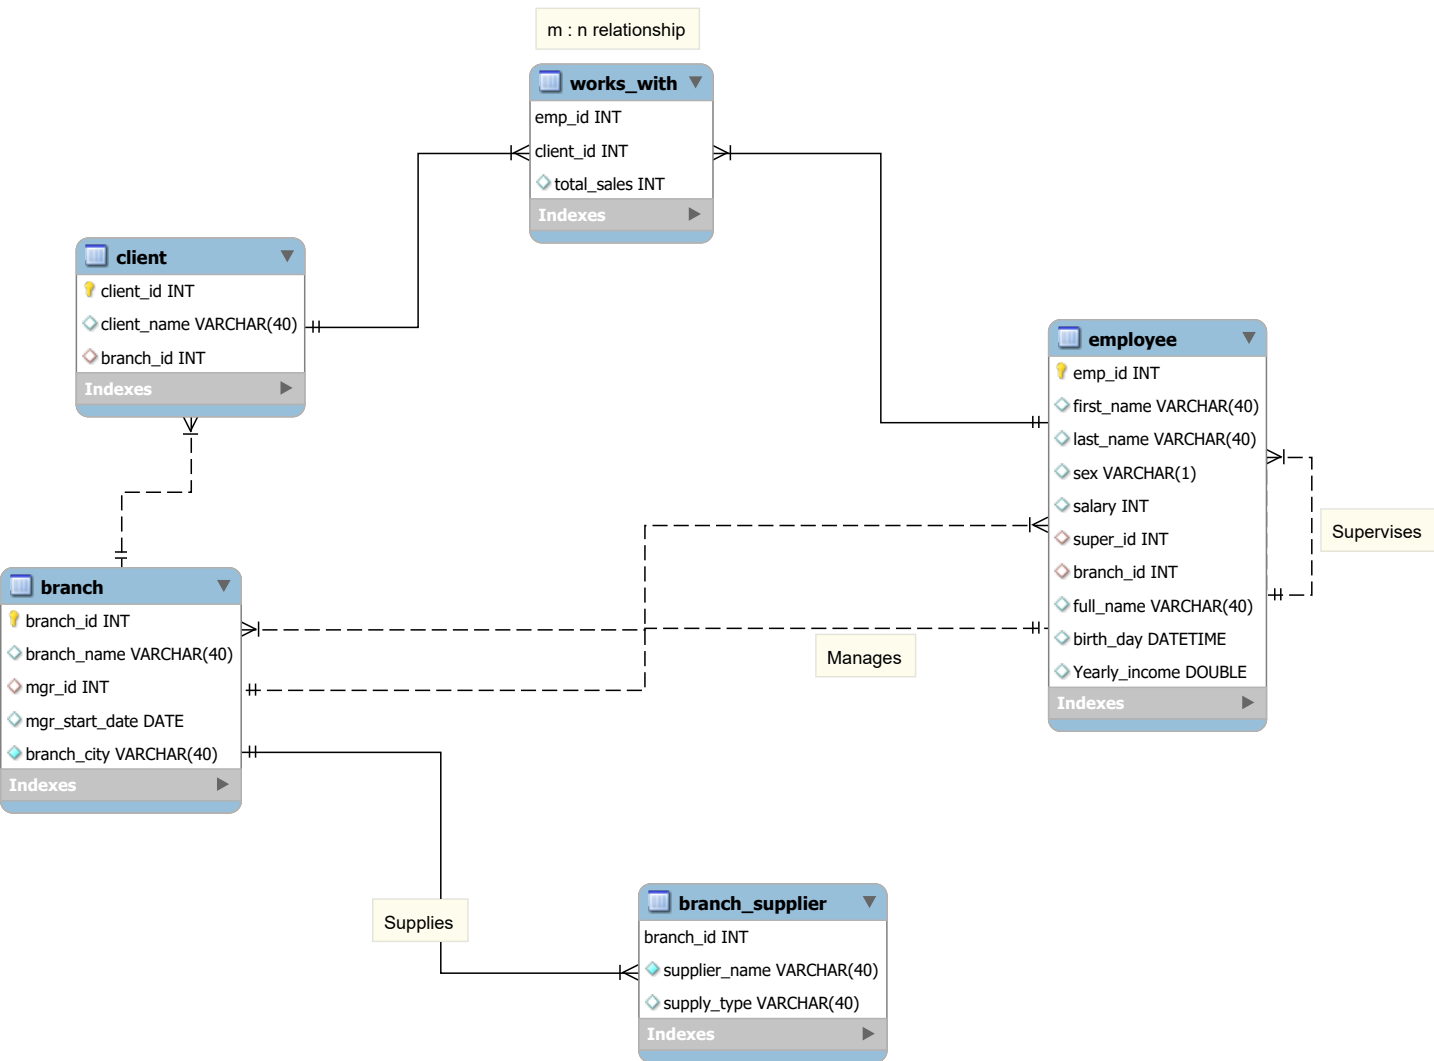 m : n relationship
works_with
emp_id INT
client_id INT
total_sales INT
Indexes
client
client_id INT
client_name VARCHAR(40)
branch_id INT
Indexes
employee
emp_id INT
first_name VARCHAR(40)
last_name VARCHAR(40)
sex VARCHAR(1)
salary INT
super_id INT
branch_id INT
full_name VARCHAR(40)
birth_day DATETIME
Yearly_income DOUBLE
Indexes
Supervises
branch
branch_id INT
branch_name VARCHAR(40)
mgr_id INT
mgr_start_date DATE
branch_city VARCHAR(40)
Indexes
Manages
Supplies
branch_supplier
branch_id INT
supplier_name VARCHAR(40)
supply_type VARCHAR(40)
Indexes